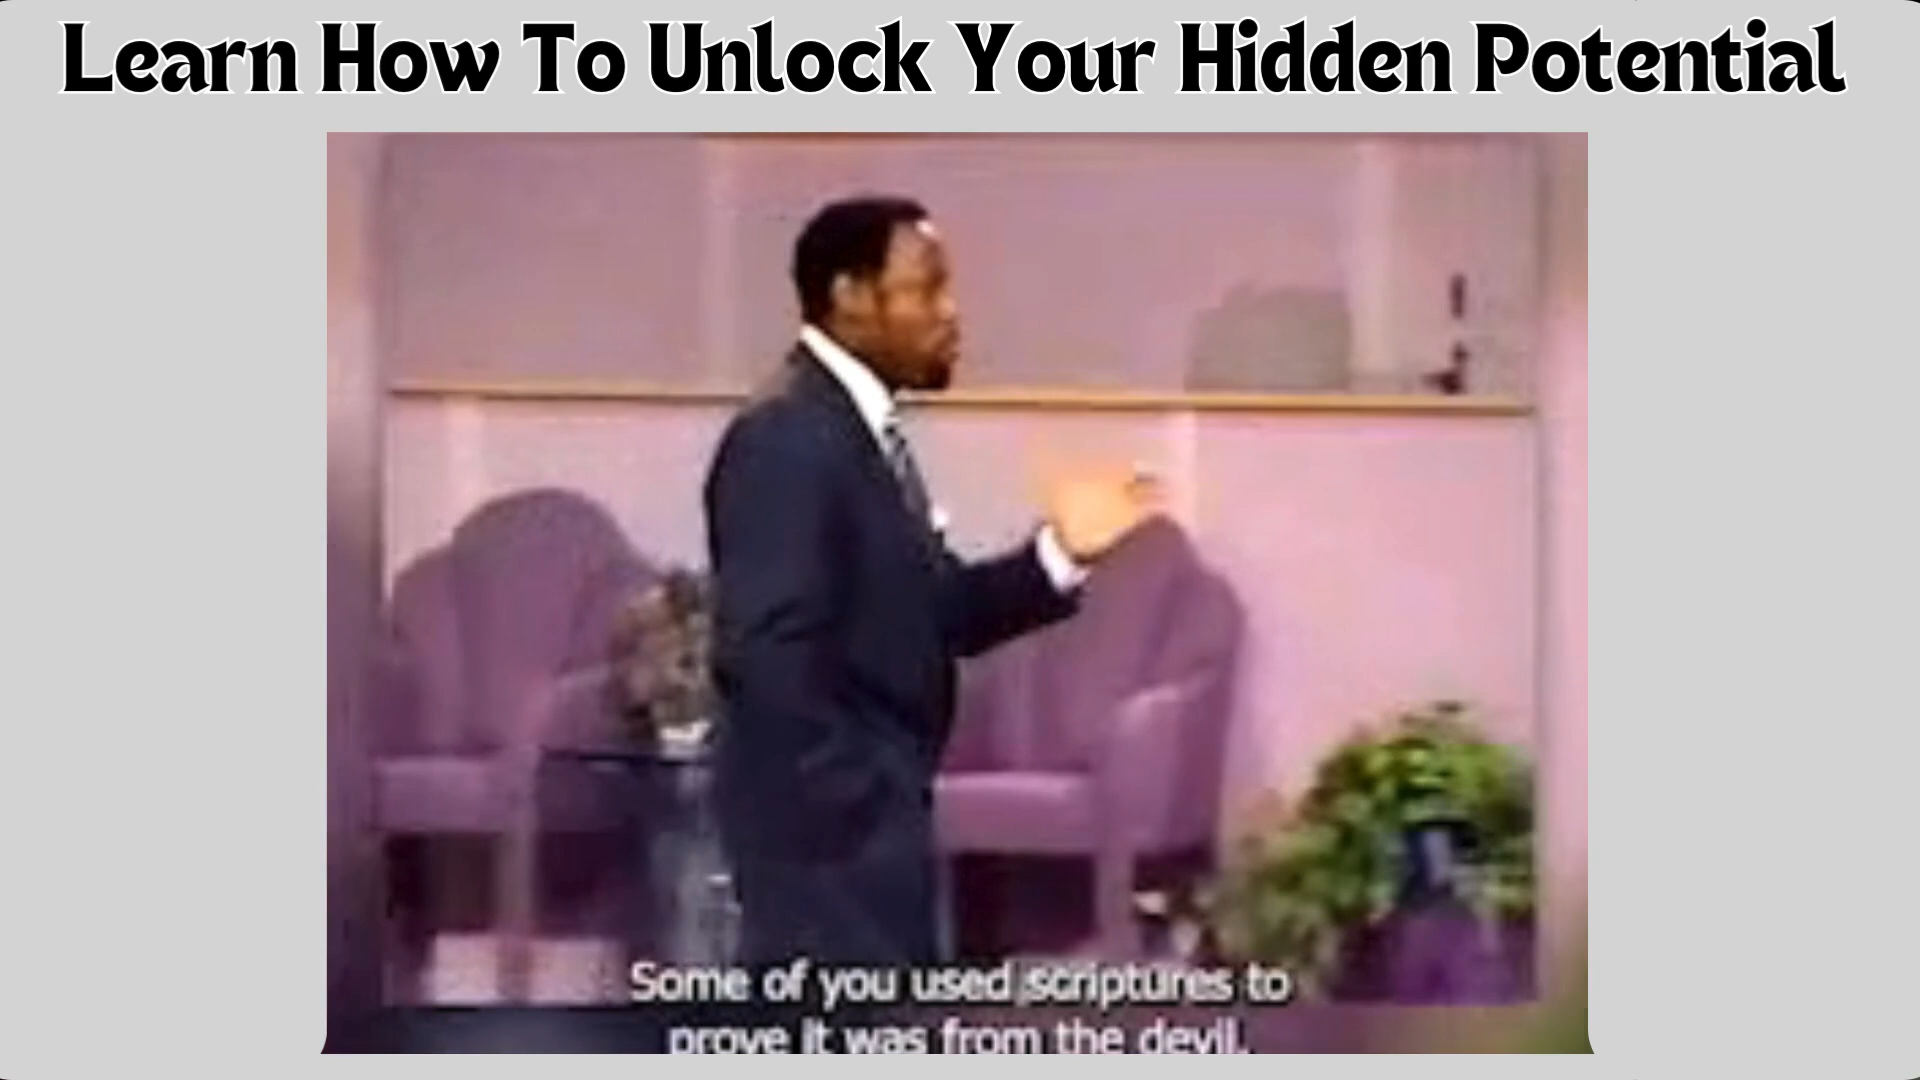 Learn How To Unlock Your Hidden Potential
Some of you used scriptures to
prove it was from the devil.